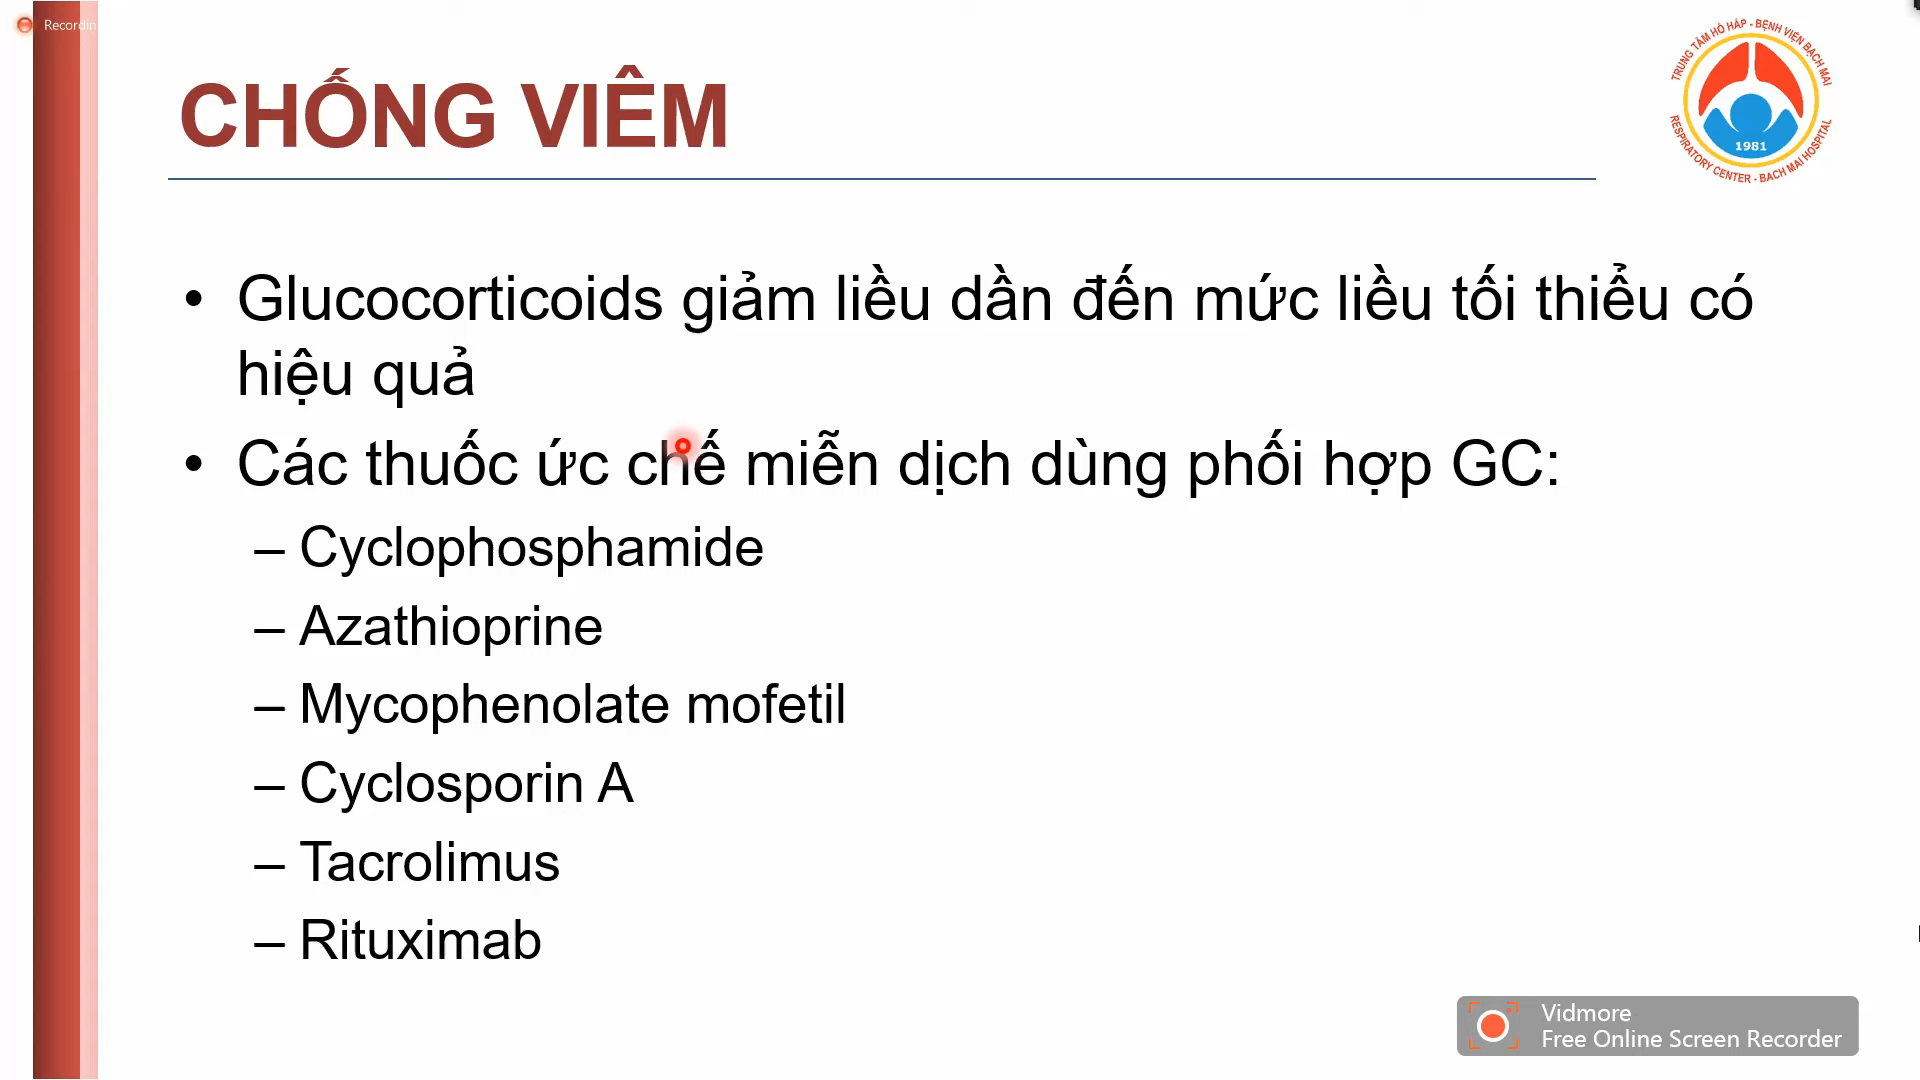 Recordin
CHỐNG VIÊM
TRUNG TÂM HÔ HẤP - BỆNH VIỆN BẠCH MAI
1981
RESPIRATORY CENTER - BACH MAI HOSPITAL
• Glucocorticoids giảm liều dần đến mức liều tối thiểu có
hiệu quả
• Các thuốc ức chế miễn dịch dùng phối hợp GC:
– Cyclophosphamide
– Azathioprine
– Mycophenolate mofetil
– Cyclosporin A
– Tacrolimus
– Rituximab
Vidmore
Free Online Screen Recorder